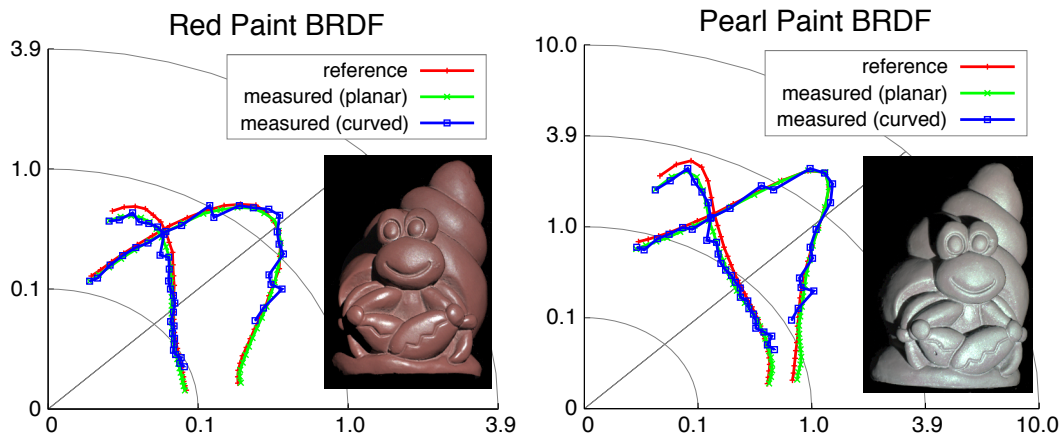 Red Paint BRDF
3.9
reference
measured (planar)
measured (curved)
1.0
0.1
0
0 0.1 1.0 3.9
Pearl Paint BRDF
10.0
reference
measured (planar)
measured (curved)
3.9
1.0
0.1
0
0 0.1 1.0 3.9 10.0